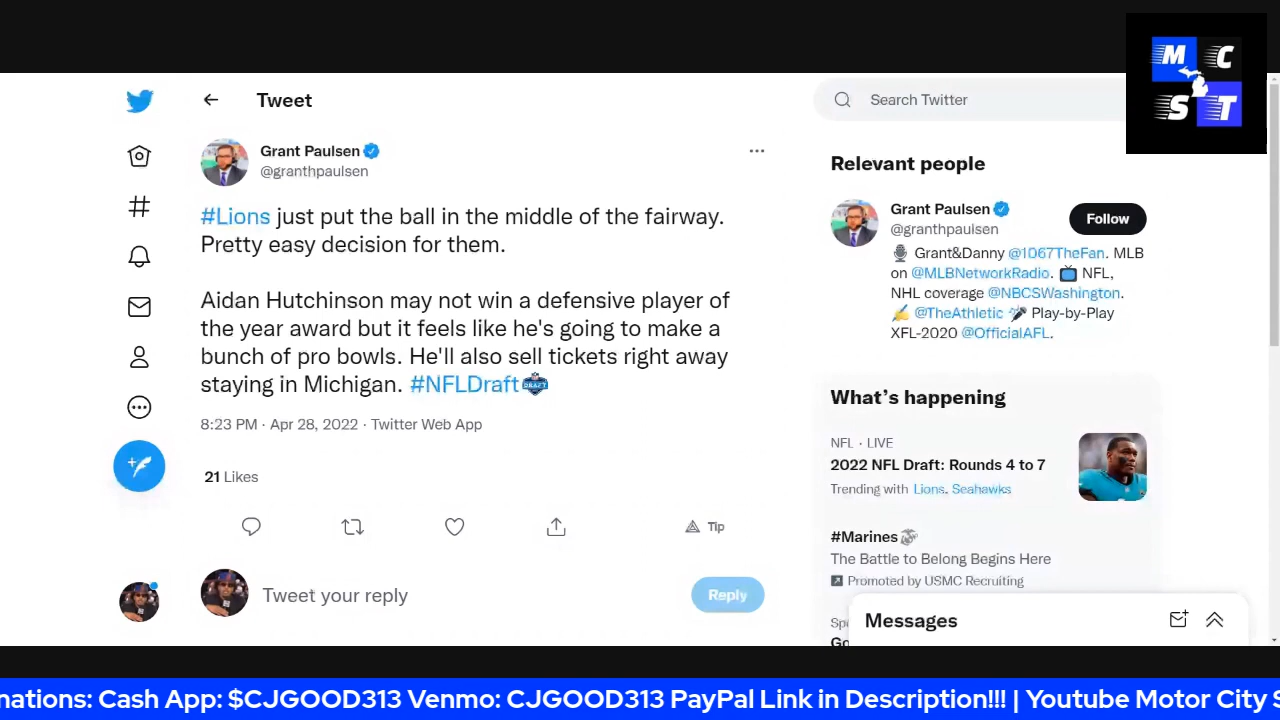 M C
S T
Tweet
Search Twitter
Grant Paulsen
@granthpaulsen
#Lions just put the ball in the middle of the fairway.
Pretty easy decision for them.
Aidan Hutchinson may not win a defensive player of
the year award but it feels like he's going to make a
bunch of pro bowls. He'll also sell tickets right away
staying in Michigan. #NFLDraft
8:23 PM · Apr 28, 2022 · Twitter Web App
21 Likes
Tip
Tweet your reply
Reply
Relevant people
Grant Paulsen
@granthpaulsen
Follow
Grant&Danny @1067TheFan. MLB
on @MLBNetworkRadio. NFL,
NHL coverage @NBCSWashington.
@TheAthletic Play-by-Play
XFL-2020 @OfficialAFL.
What's happening
NFL · LIVE
2022 NFL Draft: Rounds 4 to 7
Trending with Lions, Seahawks
#Marines
The Battle to Belong Begins Here
Promoted by USMC Recruiting
Messages
nations: Cash App: $CJGOOD313 Venmo: CJGOOD313 PayPal Link in Description!!! | Youtube Motor City S